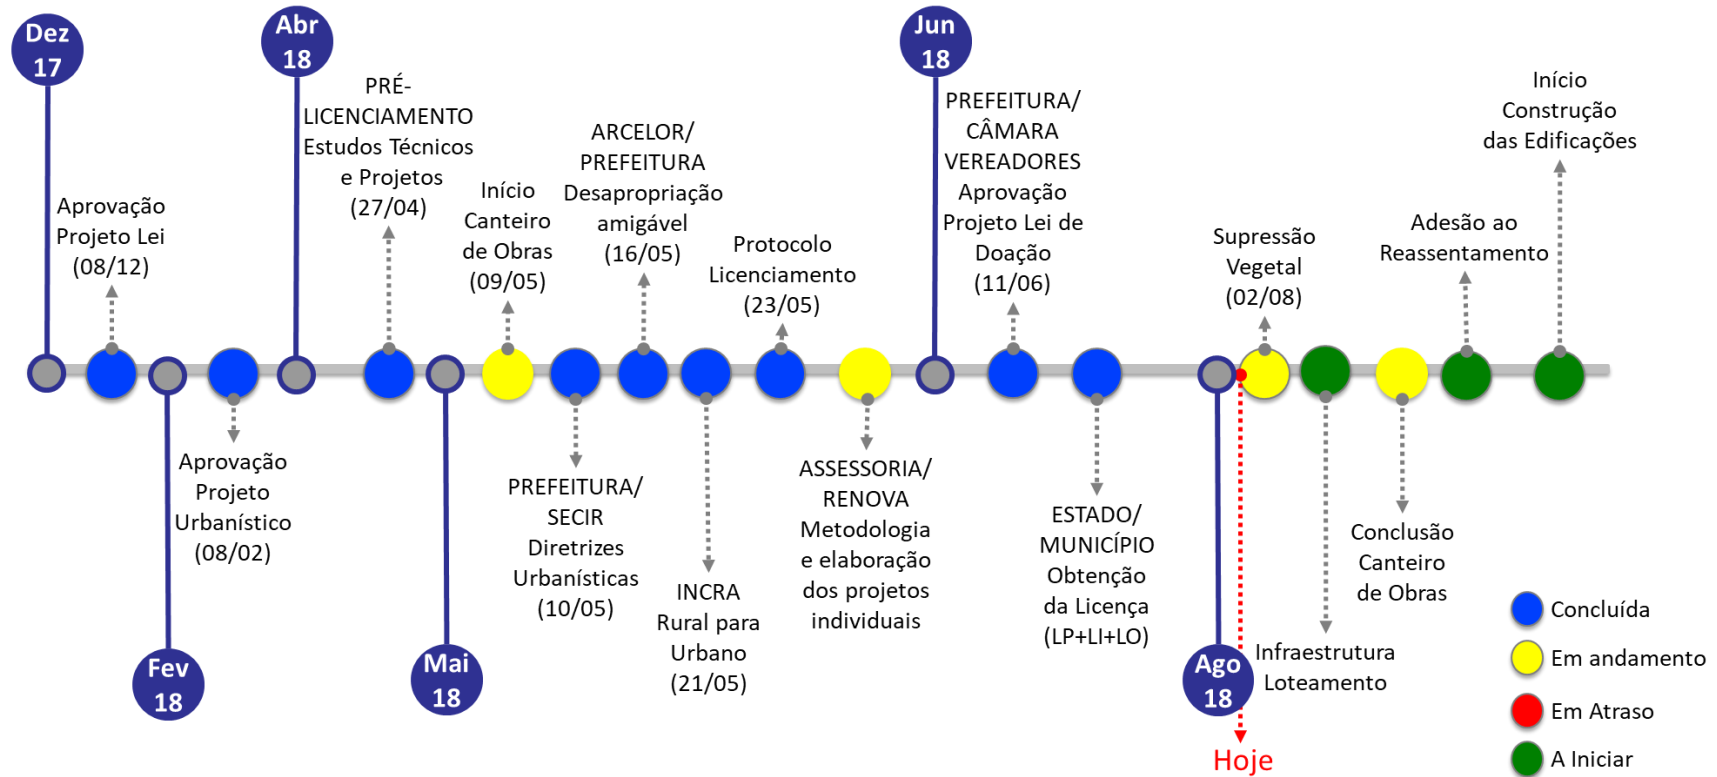 Dez
17
Aprovação
Projeto Lei
(08/12)
Fev
18
Aprovação
Projeto
Urbanístico
(08/02)
Abr
18
PRÉ-
LICENCIAMENTO
Estudos Técnicos
e Projetos
(27/04)
Mai
18
Início
Canteiro
de Obras
(09/05)
PREFEITURA/
SECIR
Diretrizes
Urbanísticas
(10/05)
ARCELOR/
PREFEITURA
Desapropriação
amigável
(16/05)
INCRA
Rural para
Urbano
(21/05)
Protocolo
Licenciamento
(23/05)
ASSESSORIA/
RENOVA
Metodologia
e elaboração
dos projetos
individuais
Jun
18
PREFEITURA/
CÂMARA
VEREADORES
Aprovação
Projeto Lei de
Doação
(11/06)
ESTADO/
MUNICÍPIO
Obtenção
da Licença
(LP+LI+LO)
Ago
18
Hoje
Supressão
Vegetal
(02/08)
Infraestrutura
Loteamento
Conclusão
Canteiro
de Obras
Adesão ao
Reassentamento
Início
Construção
das Edificações
Concluída
Em andamento
Em Atraso
A Iniciar